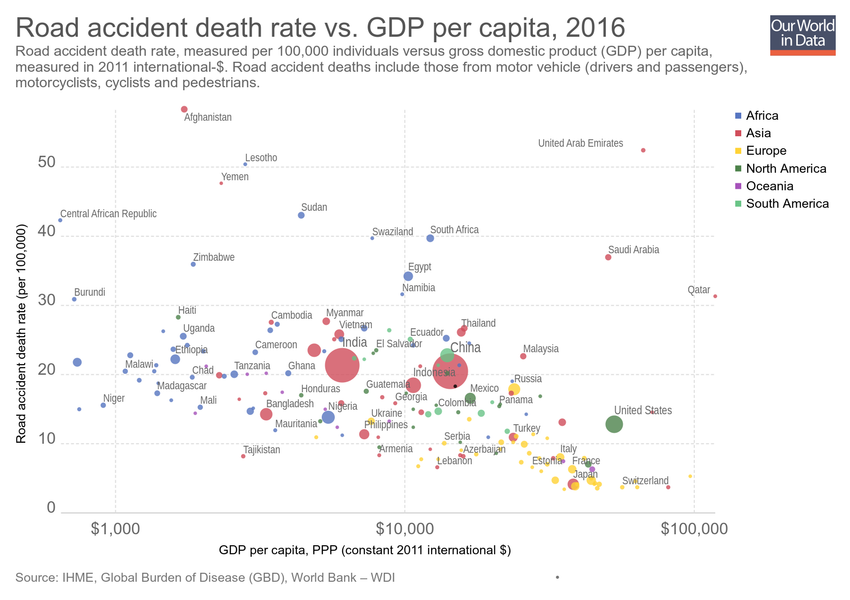 Road accident death rate vs. GDP per capita, 2016
Our World
in Data
Road accident death rate, measured per 100,000 individuals versus gross domestic product (GDP) per capita,
measured in 2011 international-$. Road accident deaths include those from motor vehicle (drivers and passengers),
motorcyclists, cyclists and pedestrians.
Africa
Asia
Europe
North America
Oceania
South America
Road accident death rate (per 100,000)
50
40
30
20
10
0
Afghanistan
United Arab Emirates
Lesotho
Yemen
Central African Republic
Sudan
Swaziland
South Africa
Saudi Arabia
Zimbabwe
Egypt
Namibia
Qatar
Burundi
Haiti
Cambodia
Myanmar
Uganda
Vietnam
Ecuador
Thailand
Ethiopia
Cameroon
India
El Salvador
China
Malaysia
Malawi
Chad
Tanzania
Ghana
Indonesia
Russia
Madagascar
Honduras
Guatemala
Mexico
Niger
Mali
Bangladesh
Nigeria
Georgia
Colombia
Panama
United States
Mauritania
Ukraine
Philippines
Serbia
Turkey
Tajikistan
Armenia
Lebanon
Azerbaijan
Estonia
Italy
France
Japan
Switzerland
$1,000
$10,000
$100,000
GDP per capita, PPP (constant 2011 international $)
Source: IHME, Global Burden of Disease (GBD), World Bank – WDI